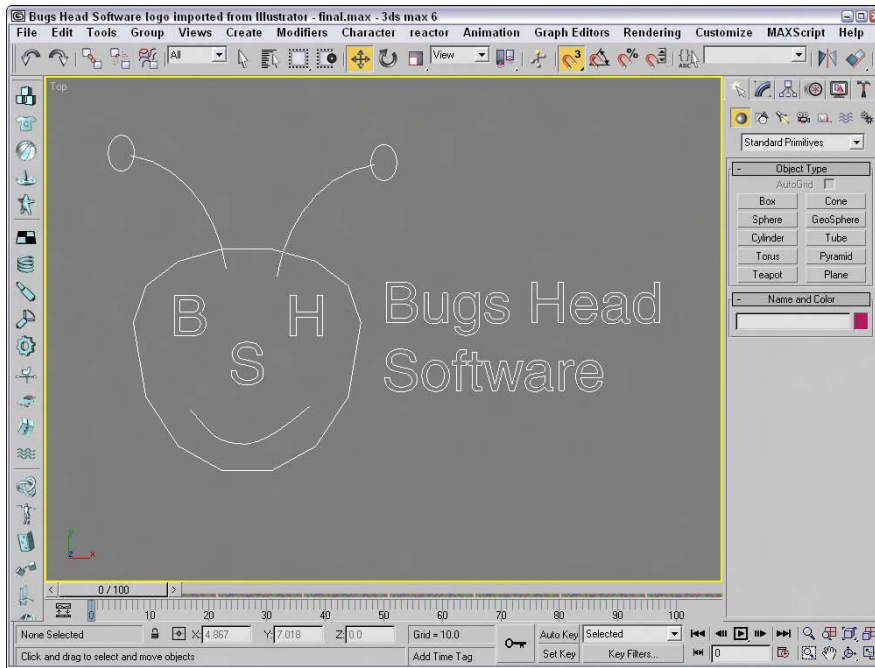 Bugs Head Software logo imported from Illustrator - final.max - 3ds max 6
File Edit Tools Group Views Create Modifiers Character reactor Animation Graph Editors Rendering Customize MAXScript Help
All View 3 %
Top
Standard Primitives
- Object Type
AutoGrid
Box Cone
Sphere GeoSphere
Cylinder Tube
Torus Pyramid
Teapot Plane
- Name and Color
B H
S
Bugs Head
Software
y
z x
< 0 / 100 >
0 10 20 30 40 50 60 70 80 90 100
None Selected X: 4.867 Y: 7.018 Z: 0.0 Grid = 10.0 Auto Key Selected
Click and drag to select and move objects Add Time Tag Set Key Key Filters... 0